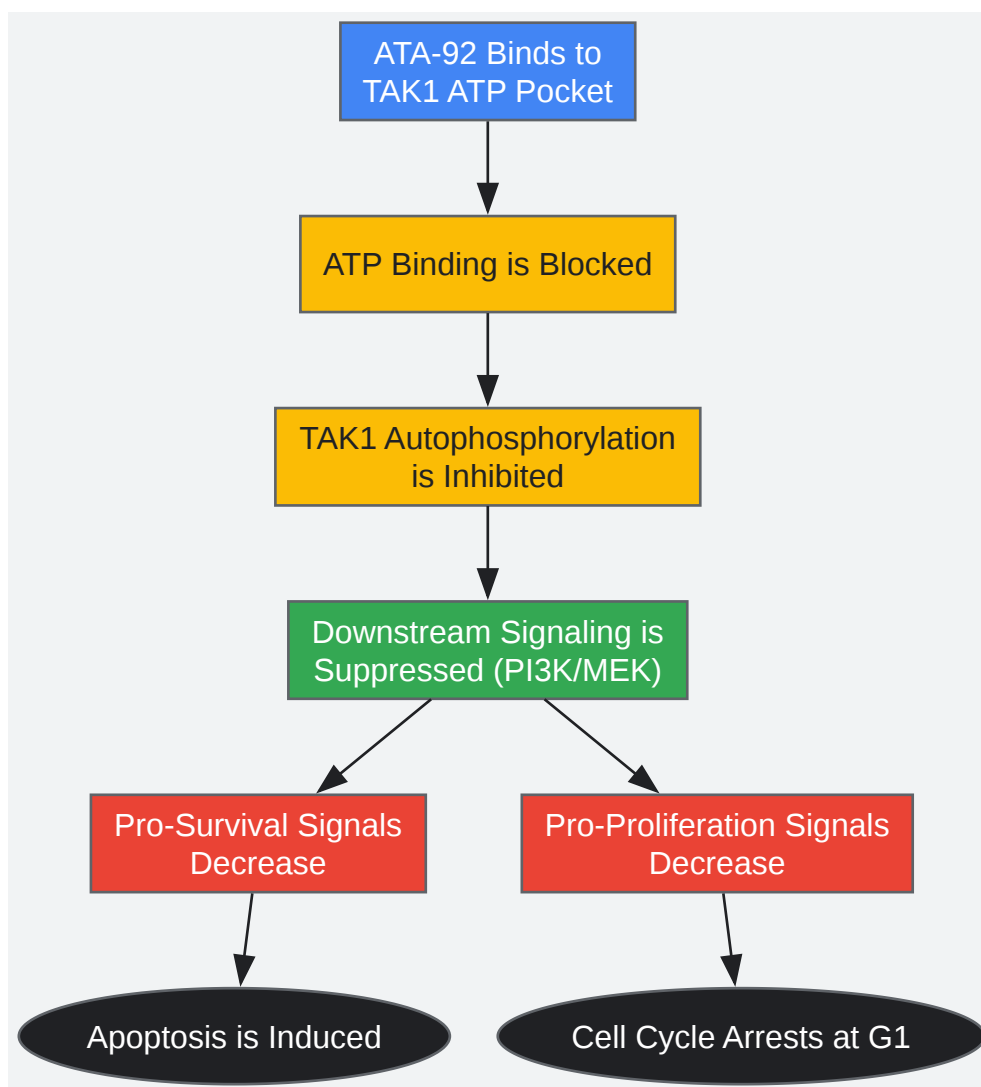 ATA-92 Binds to
TAK1 ATP Pocket
ATP Binding is Blocked
TAK1 Autophosphorylation
is Inhibited
Downstream Signaling is
Suppressed (PI3K/MEK)
Pro-Survival Signals
Decrease
Pro-Proliferation Signals
Decrease
Apoptosis is Induced
Cell Cycle Arrests at G1